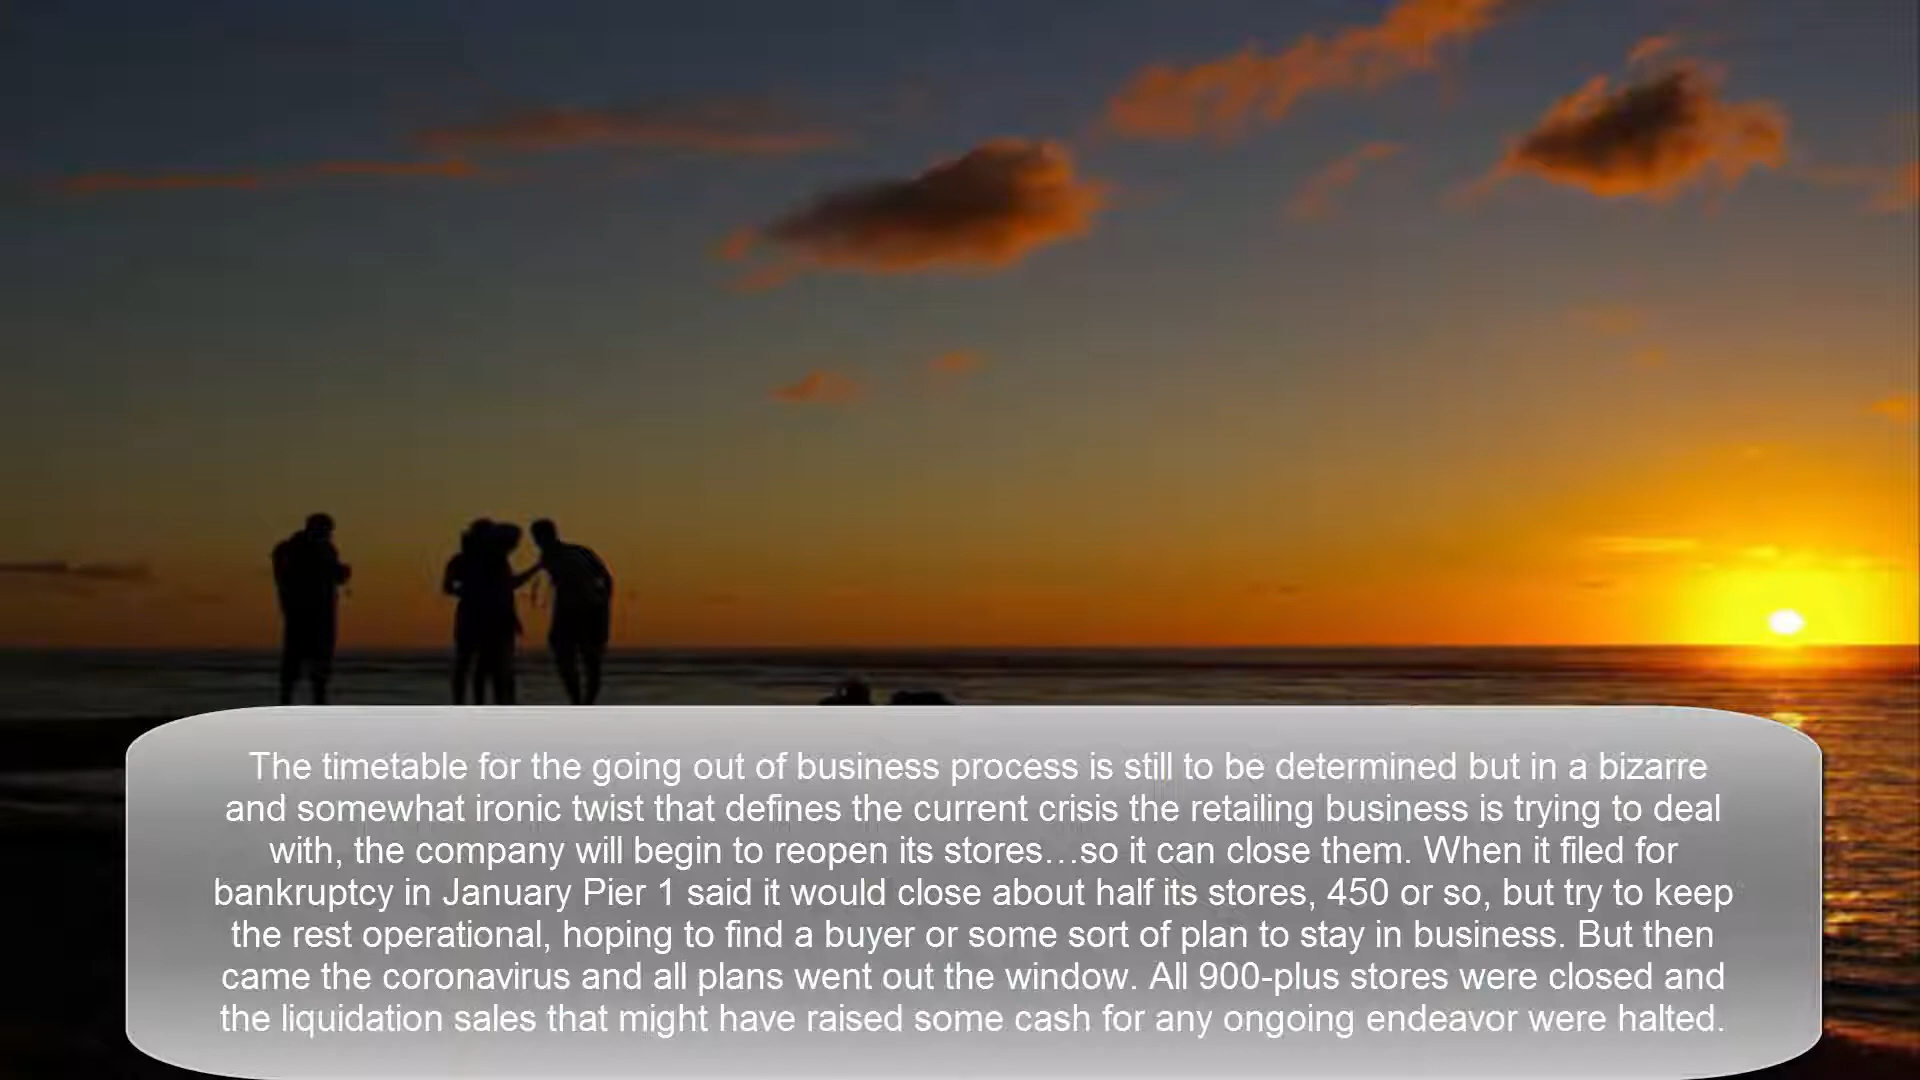 The timetable for the going out of business process is still to be determined but in a bizarre
and somewhat ironic twist that defines the current crisis the retailing business is trying to deal
with, the company will begin to reopen its stores…so it can close them. When it filed for
bankruptcy in January Pier 1 said it would close about half its stores, 450 or so, but try to keep
the rest operational, hoping to find a buyer or some sort of plan to stay in business. But then
came the coronavirus and all plans went out the window. All 900-plus stores were closed and
the liquidation sales that might have raised some cash for any ongoing endeavor were halted.